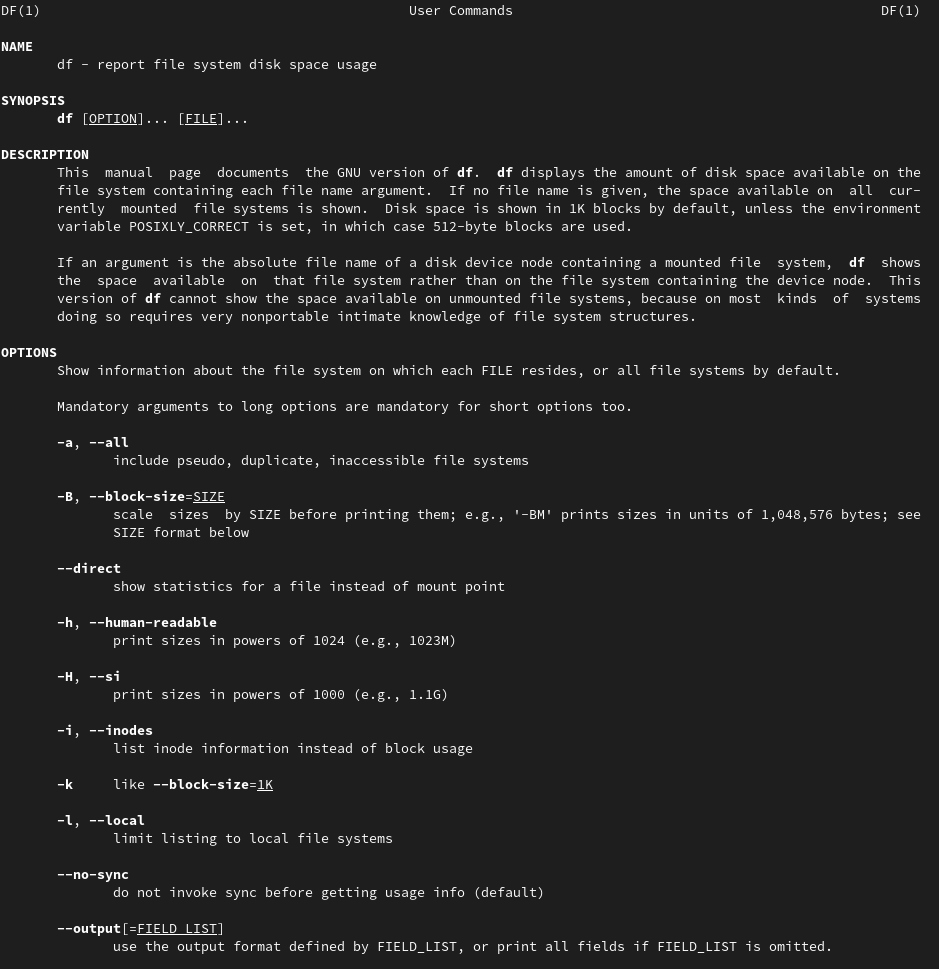 DF(1) User Commands DF(1)
NAME
df - report file system disk space usage
SYNOPSIS
df [OPTION]... [FILE]...
DESCRIPTION
This manual page documents the GNU version of df. df displays the amount of disk space available on the
file system containing each file name argument. If no file name is given, the space available on all cur-
rently mounted file systems is shown. Disk space is shown in 1K blocks by default, unless the environment
variable POSIXLY_CORRECT is set, in which case 512-byte blocks are used.
If an argument is the absolute file name of a disk device node containing a mounted file system, df shows
the space available on that file system rather than on the file system containing the device node. This
version of df cannot show the space available on unmounted file systems, because on most kinds of systems
doing so requires very nonportable intimate knowledge of file system structures.
OPTIONS
Show information about the file system on which each FILE resides, or all file systems by default.
Mandatory arguments to long options are mandatory for short options too.
-a, --all
include pseudo, duplicate, inaccessible file systems
-B, --block-size=SIZE
scale sizes by SIZE before printing them; e.g., '-BM' prints sizes in units of 1,048,576 bytes; see
SIZE format below
--direct
show statistics for a file instead of mount point
-h, --human-readable
print sizes in powers of 1024 (e.g., 1023M)
-H, --si
print sizes in powers of 1000 (e.g., 1.1G)
-i, --inodes
list inode information instead of block usage
-k like --block-size=1K
-l, --local
limit listing to local file systems
--no-sync
do not invoke sync before getting usage info (default)
--output[=FIELD_LIST]
use the output format defined by FIELD_LIST, or print all fields if FIELD_LIST is omitted.